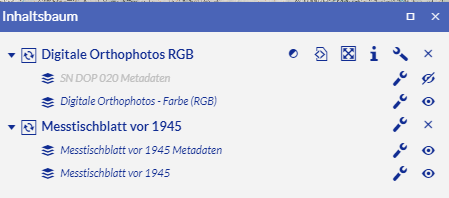 Inhaltsbaum
Digitale Orthophotos RGB
SN DOP 020 Metadaten
Digitale Orthophotos - Farbe (RGB)
Messtischblatt vor 1945
Messtischblatt vor 1945 Metadaten
Messtischblatt vor 1945